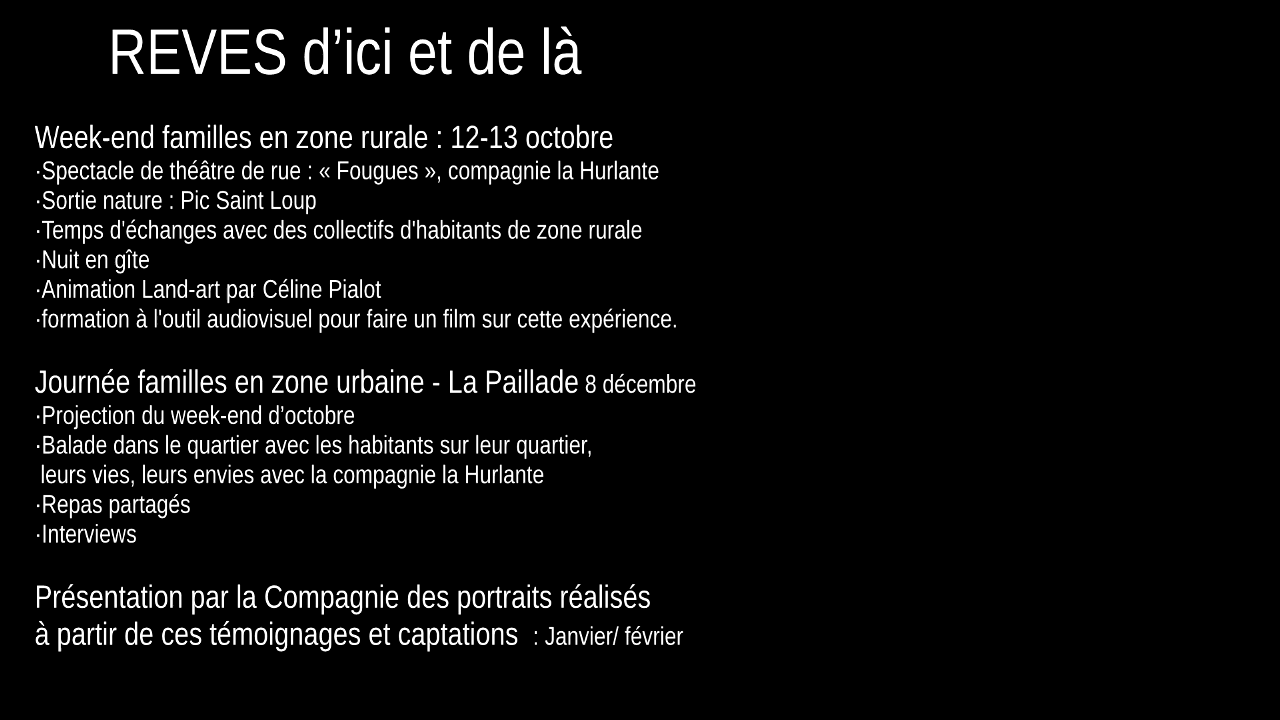 REVES d’ici et de là
Week-end familles en zone rurale : 12-13 octobre
·Spectacle de théâtre de rue : « Fougues », compagnie la Hurlante
·Sortie nature : Pic Saint Loup
·Temps d'échanges avec des collectifs d'habitants de zone rurale
·Nuit en gîte
·Animation Land-art par Céline Pialot
·formation à l'outil audiovisuel pour faire un film sur cette expérience.
Journée familles en zone urbaine - La Paillade 8 décembre
·Projection du week-end d’octobre
·Balade dans le quartier avec les habitants sur leur quartier,
leurs vies, leurs envies avec la compagnie la Hurlante
·Repas partagés
·Interviews
Présentation par la Compagnie des portraits réalisés
à partir de ces témoignages et captations : Janvier/ février